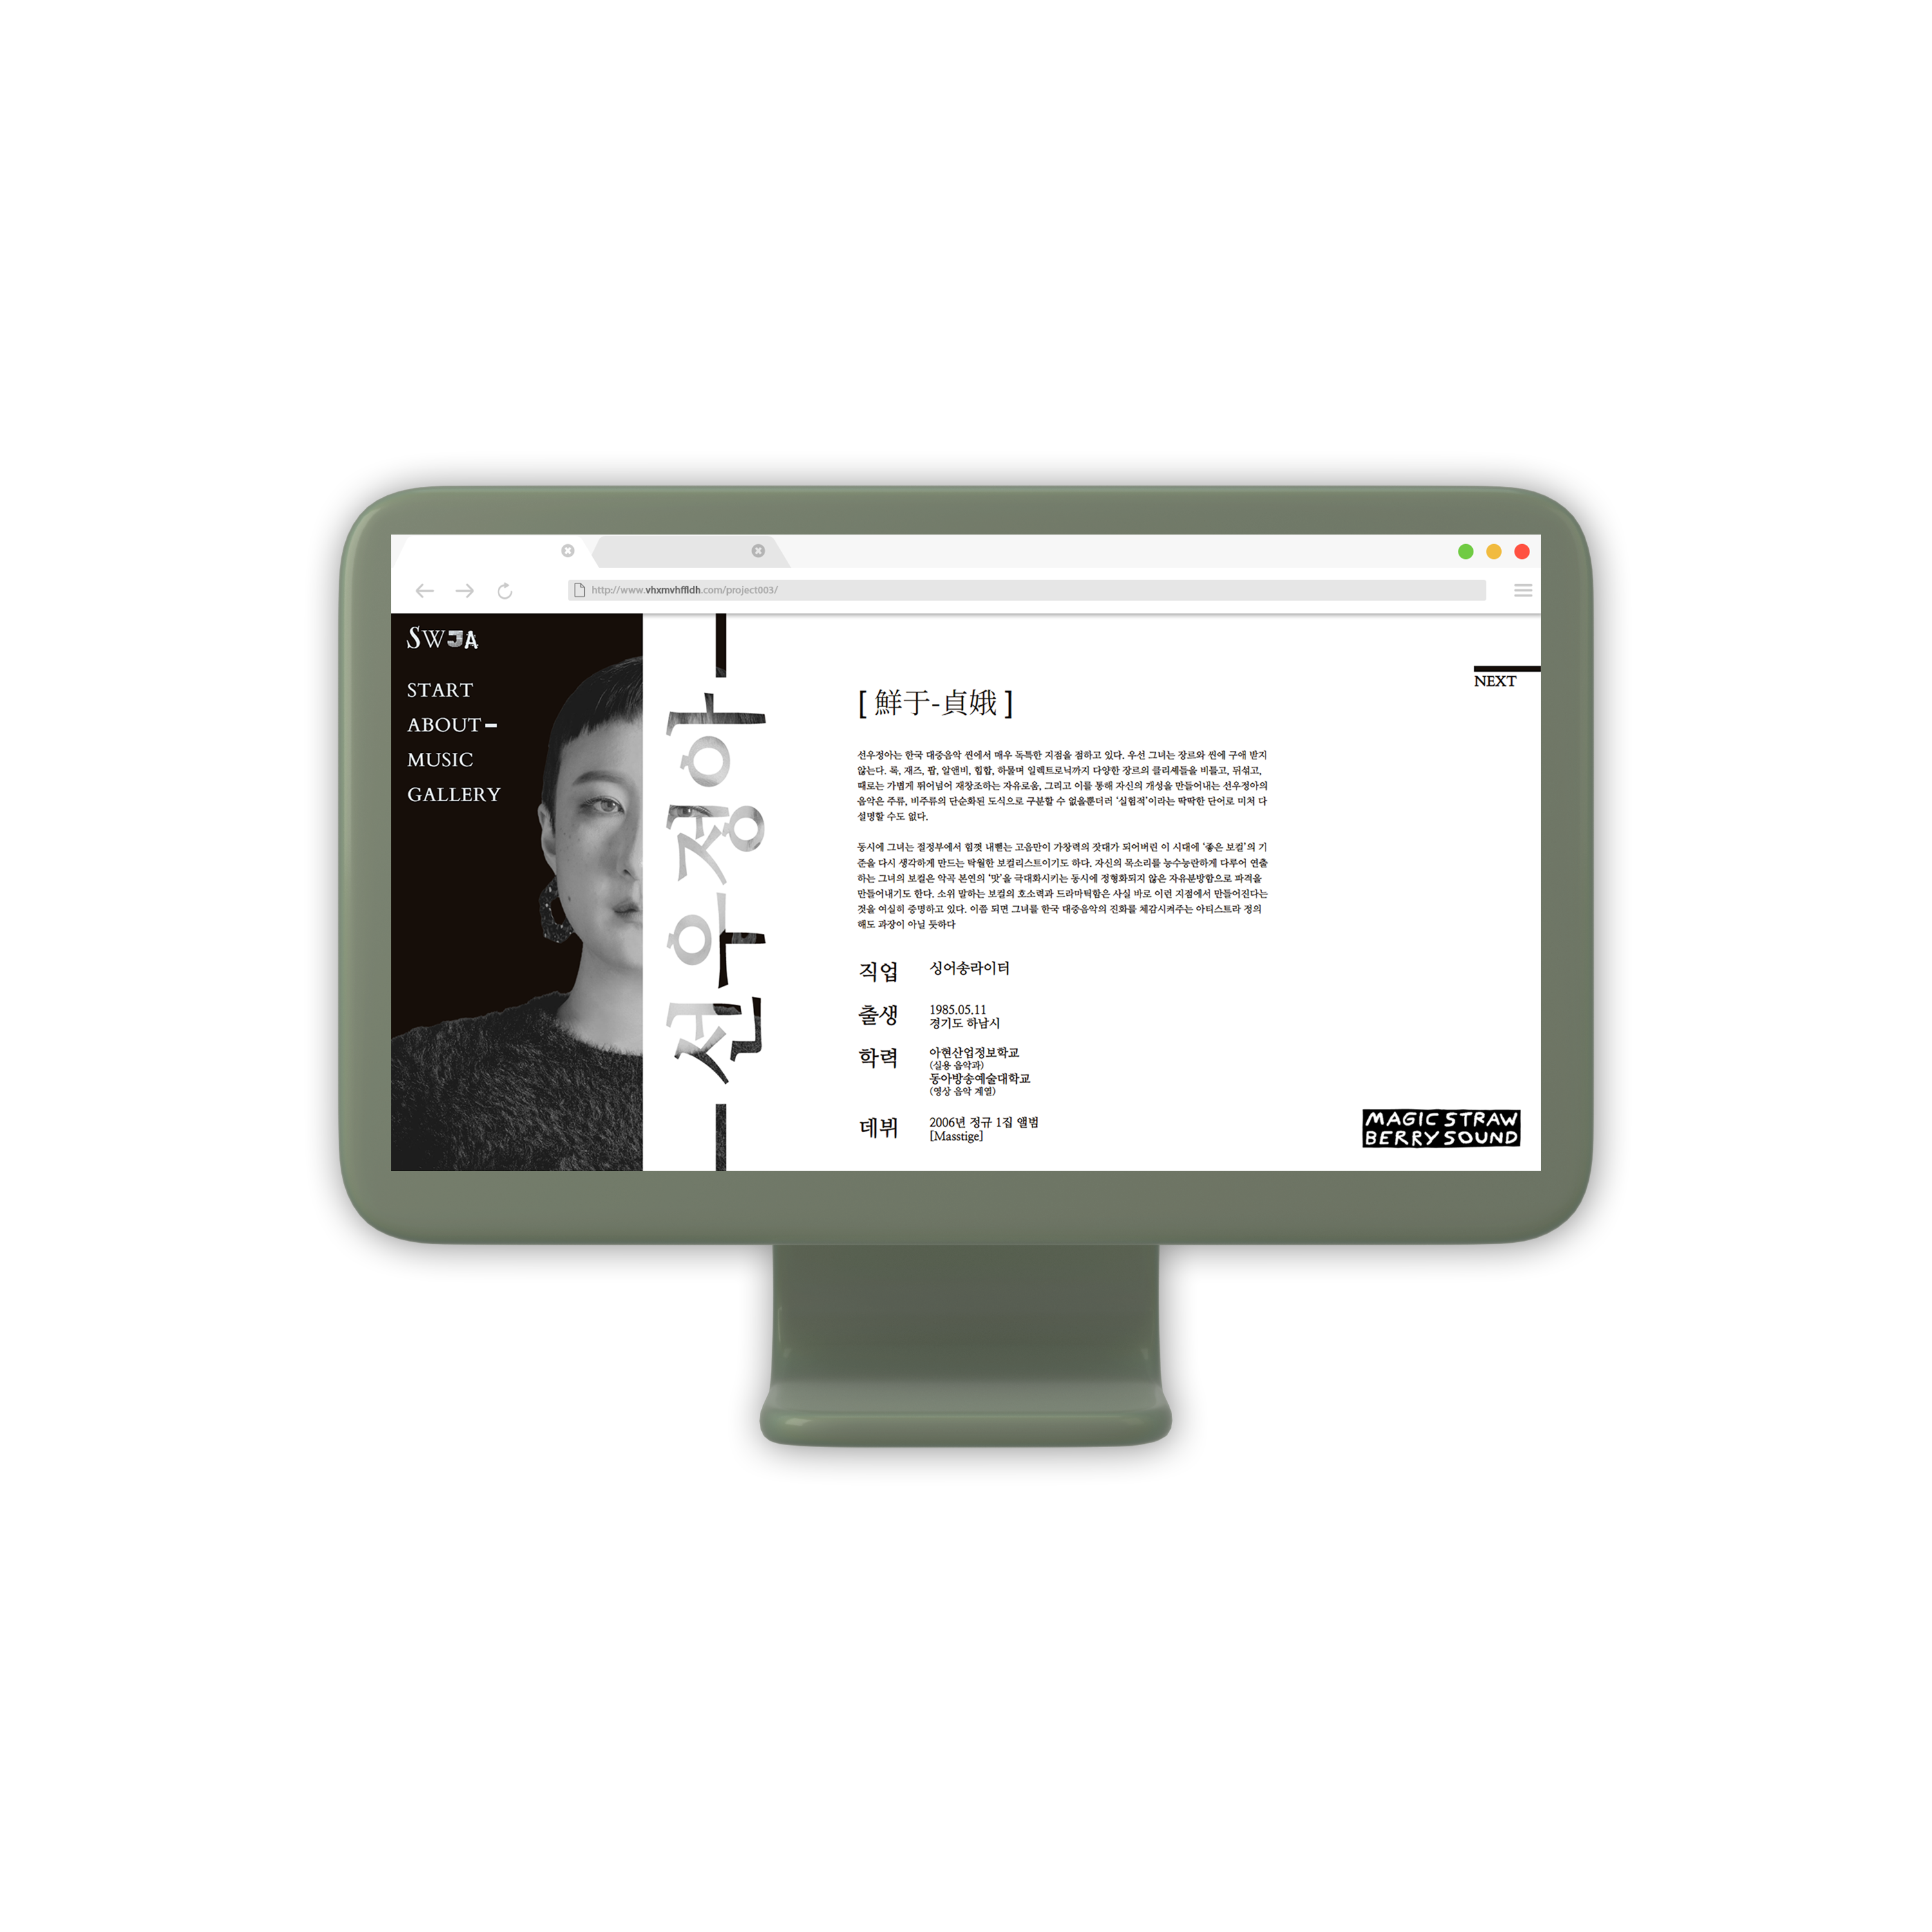 http://www.vhxmvhffldh.com/project003/
SWJA
START
ABOUT
MUSIC
GALLERY
선우정아
NEXT
[ 鮮于-貞娥 ]
선우정아는 한국 대중음악 씬에서 매우 독특한 지점을 점하고 있다. 우선 그녀는 장르와 씬에 구애 받지
않는다. 록, 재즈, 팝, 알앤비, 힙합, 하물며 일렉트로닉까지 다양한 장르의 클리셰들을 비틀고, 뒤섞고,
때로는 가볍게 뛰어넘어 재창조하는 자유로움, 그리고 이를 통해 자신의 개성을 만들어내는 선우정아의
음악은 주류, 비주류의 단순화된 도식으로 구분할 수 없을뿐더러 ‘실험적’이라는 딱딱한 단어로 미처 다
설명할 수도 없다.
동시에 그녀는 절정부에서 힘껏 내뻗는 고음만이 가창력의 잣대가 되어버린 이 시대에 ‘좋은 보컬’의 기
준을 다시 생각하게 만드는 탁월한 보컬리스트이기도 하다. 자신의 목소리를 능수능란하게 다루어 연출
하는 그녀의 보컬은 악곡 본연의 ‘맛’을 극대화시키는 동시에 정형화되지 않은 자유분방함으로 파격을
만들어내기도 한다. 소위 말하는 보컬의 호소력과 드라마틱함은 사실 바로 이런 지점에서 만들어진다는
것을 여실히 증명하고 있다. 이쯤 되면 그녀를 한국 대중음악의 진화를 체감시켜주는 아티스트라 정의
해도 과장이 아닐 듯하다
직업 싱어송라이터
출생 1985.05.11
경기도 하남시
학력 아현산업정보학교
(실용 음악과)
동아방송예술대학교
(영상 음악 계열)
데뷔 2006년 정규 1집 앨범
[Masstige]
MAGIC STRAW
BERRY SOUND